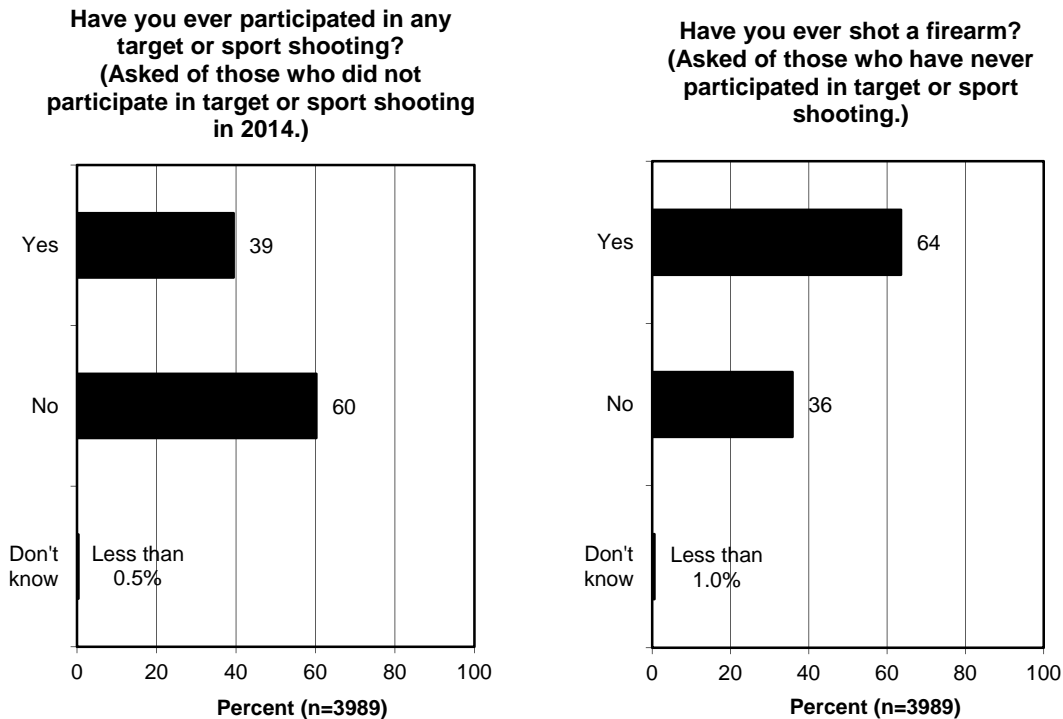 Have you ever participated in any
target or sport shooting?
(Asked of those who did not
participate in target or sport shooting
in 2014.)
Yes
39
No
60
Don't
know
Less than
0.5%
0
20
40
60
80
100
Percent (n=3989)
Have you ever shot a firearm?
(Asked of those who have never
participated in target or sport
shooting.)
Yes
64
No
36
Don't
know
Less than
1.0%
0
20
40
60
80
100
Percent (n=3989)